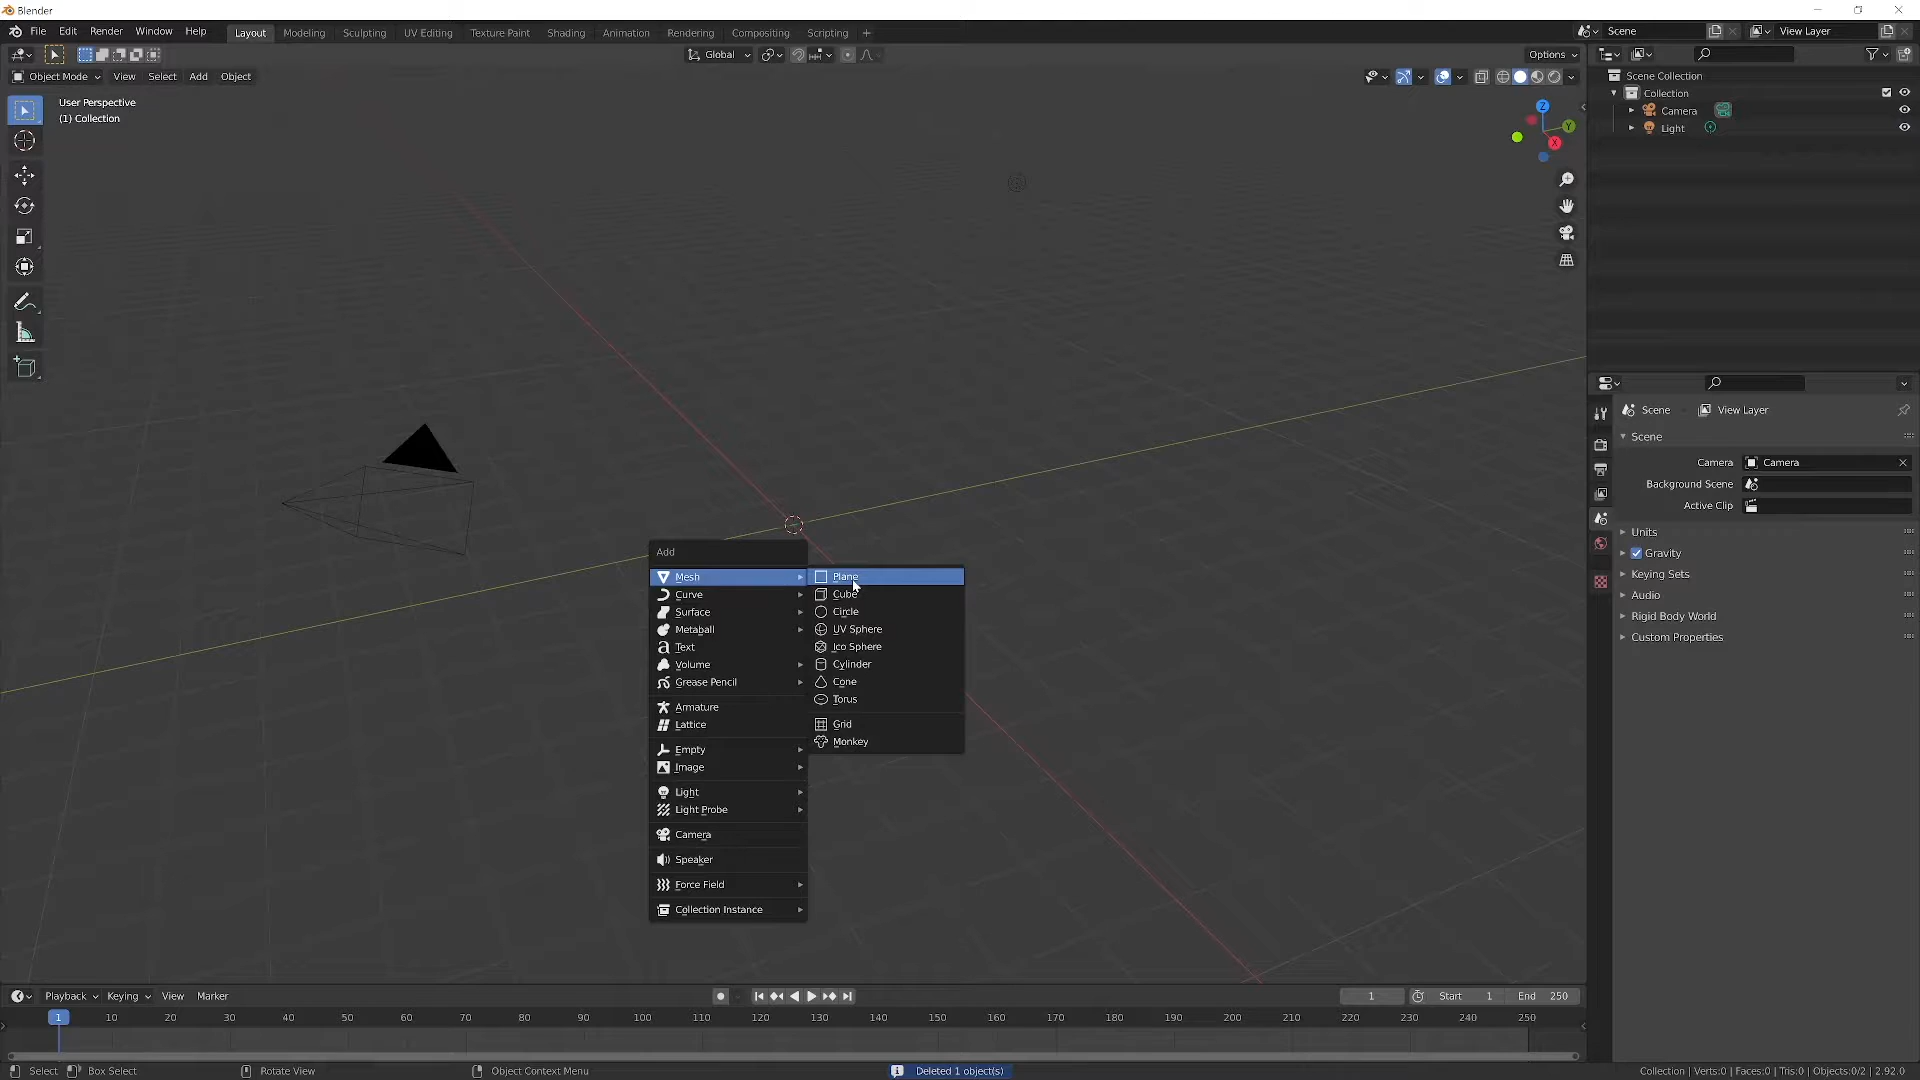 Blender
File Edit Render Window Help Layout Modeling Sculpting UV Editing Texture Paint Shading Animation Rendering Compositing Scripting + Scene View Layer
Global Options
Object Mode View Select Add Object
User Perspective
(1) Collection
Z
Y
X
Scene Collection
Collection
Camera
Light
Scene View Layer
Scene
Camera Camera
Background Scene
Active Clip
Units
Gravity
Keying Sets
Audio
Rigid Body World
Custom Properties
Add
Mesh
Curve
Surface
Metaball
Text
Volume
Grease Pencil
Armature
Lattice
Empty
Image
Light
Light Probe
Camera
Speaker
Force Field
Collection Instance
Plane
Cube
Circle
UV Sphere
Ico Sphere
Cylinder
Cone
Torus
Grid
Monkey
Playback Keying View Marker 1 Start 1 End 250
1 10 20 30 40 50 60 70 80 90 100 110 120 130 140 150 160 170 180 190 200 210 220 230 240 250
Select Box Select Rotate View Object Context Menu Deleted 1 object(s) Collection | Verts:0 | Faces:0 | Tris:0 | Objects:0/2 | 2.92.0